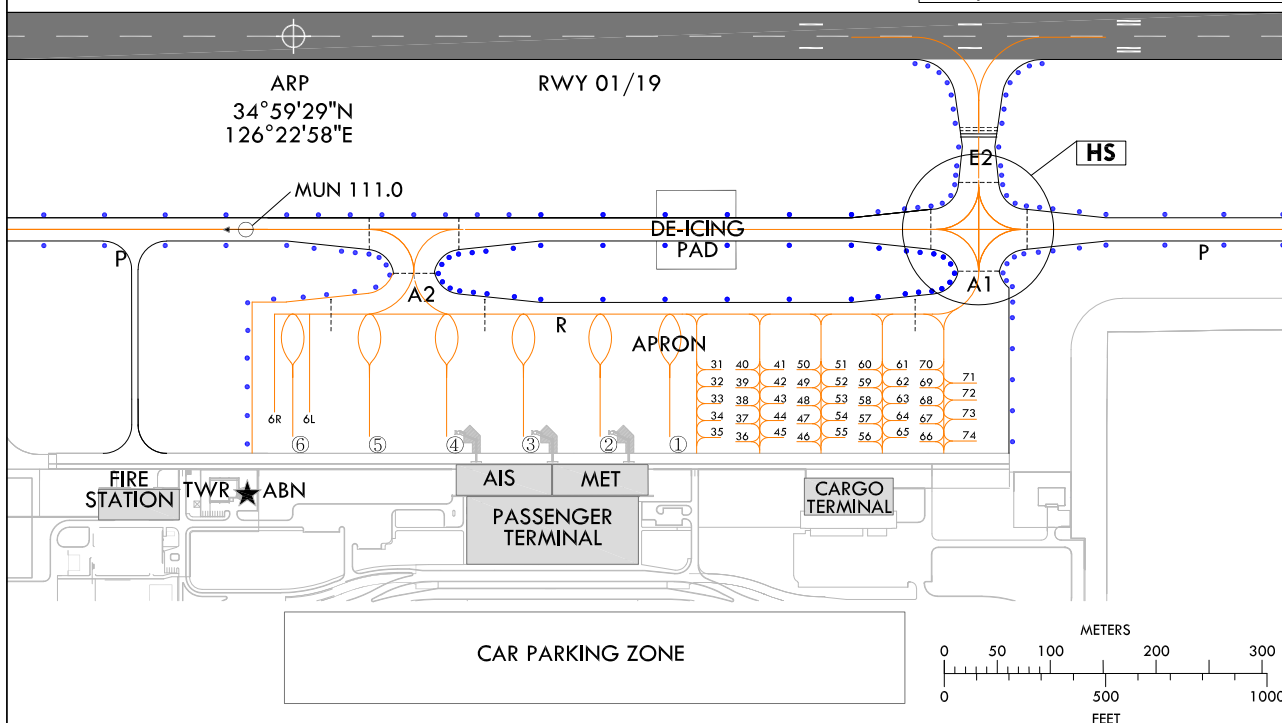 ARP
34°59'29"N
126°22'58"E
RWY 01/19
E2
HS
MUN 111.0
DE-ICING
PAD
P
P
A2
A1
R
APRON
31 40 41 50 51 60 61 70
71
32 39 42 49 52 59 62 69
72
33 38 43 48 53 58 63 68
73
34 37 44 47 54 57 64 67
74
35 36 45 46 55 56 65 66
6R 6L
⑥ ⑤ ④ ③ ② ①
FIRE
STATION
TWR ABN
AIS MET
PASSENGER
TERMINAL
CARGO
TERMINAL
CAR PARKING ZONE
METERS
0 50 100 200 300
0 500 1000
FEET